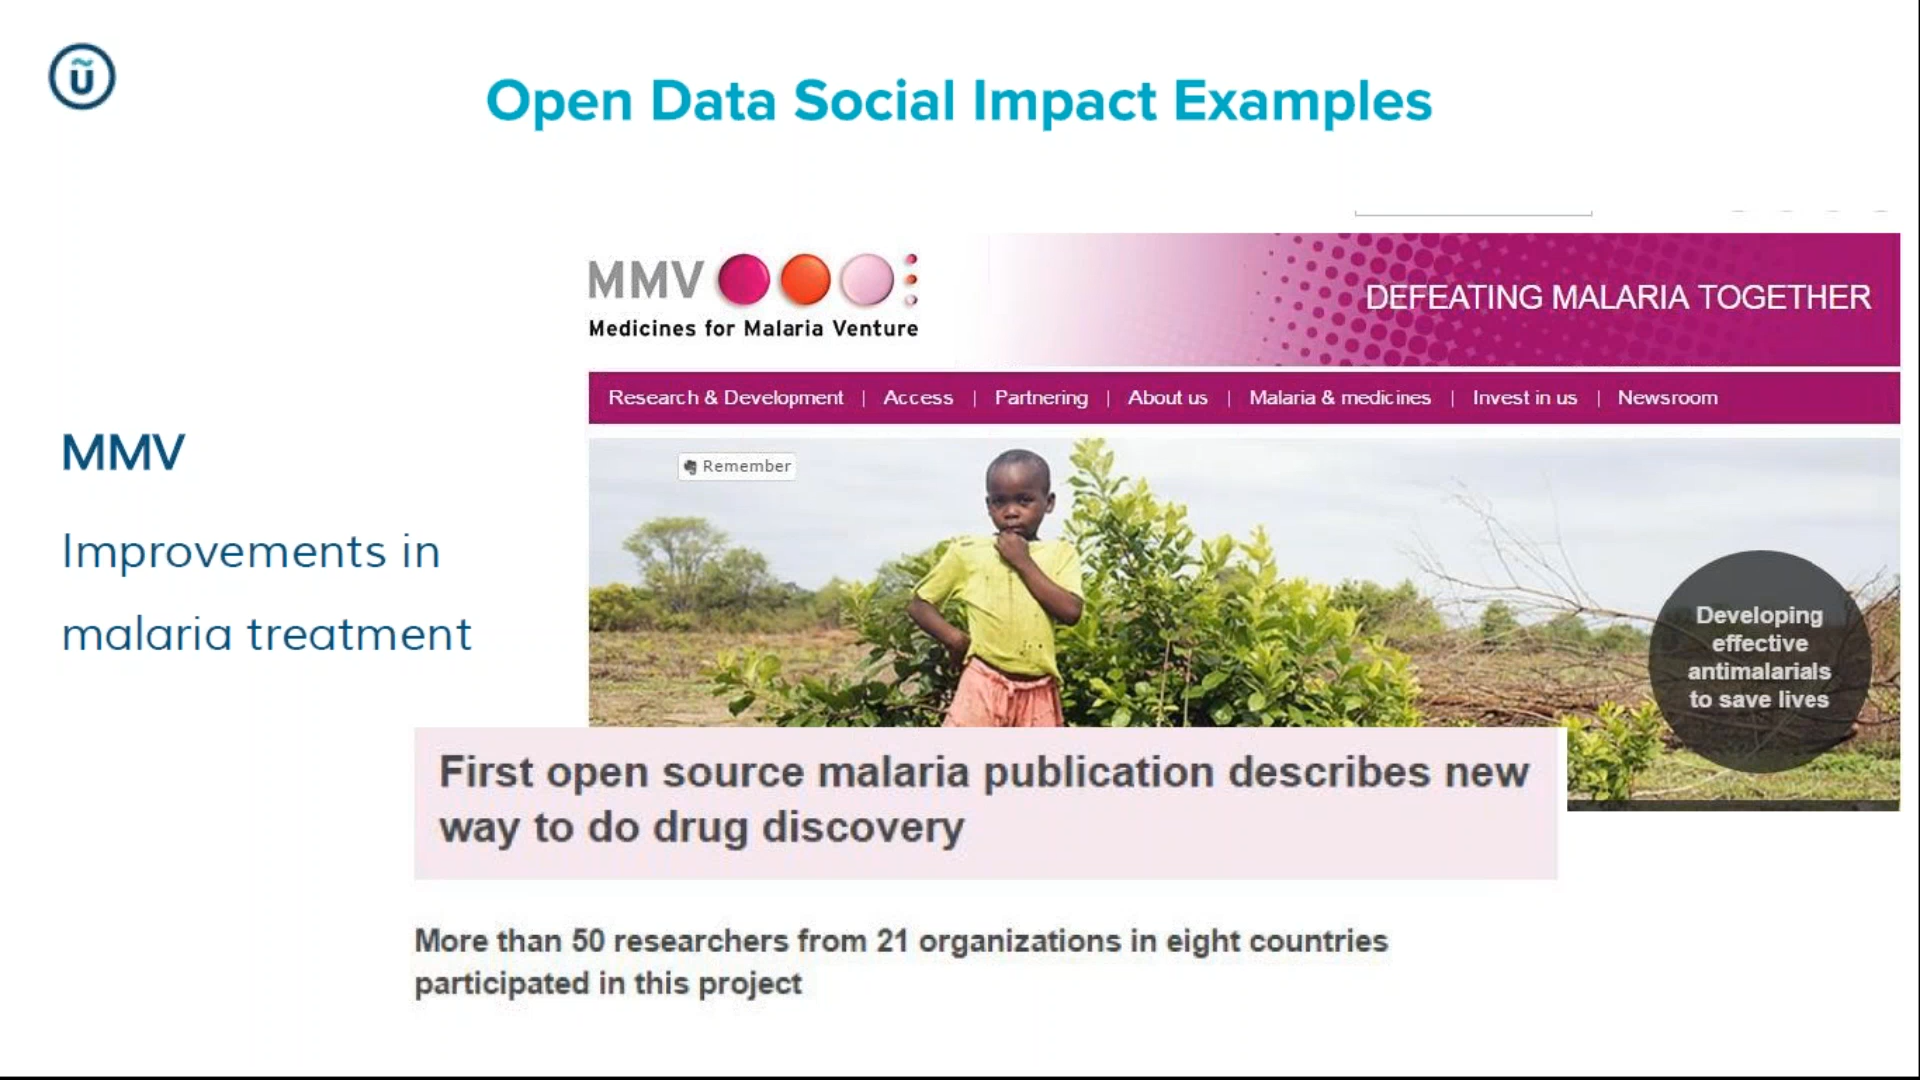 ũ
Open Data Social Impact Examples
MMV
Medicines for Malaria Venture
DEFEATING MALARIA TOGETHER
Research & Development | Access | Partnering | About us | Malaria & medicines | Invest in us | Newsroom
MMV
Improvements in
malaria treatment
Remember
Developing
effective
antimalarials
to save lives
First open source malaria publication describes new
way to do drug discovery
More than 50 researchers from 21 organizations in eight countries
participated in this project